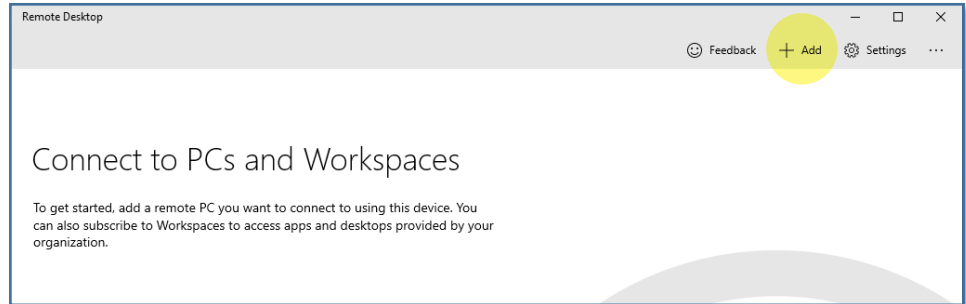 Remote Desktop
Feedback
Add
Settings
Connect to PCs and Workspaces
To get started, add a remote PC you want to connect to using this device. You
can also subscribe to Workspaces to access apps and desktops provided by your
organization.